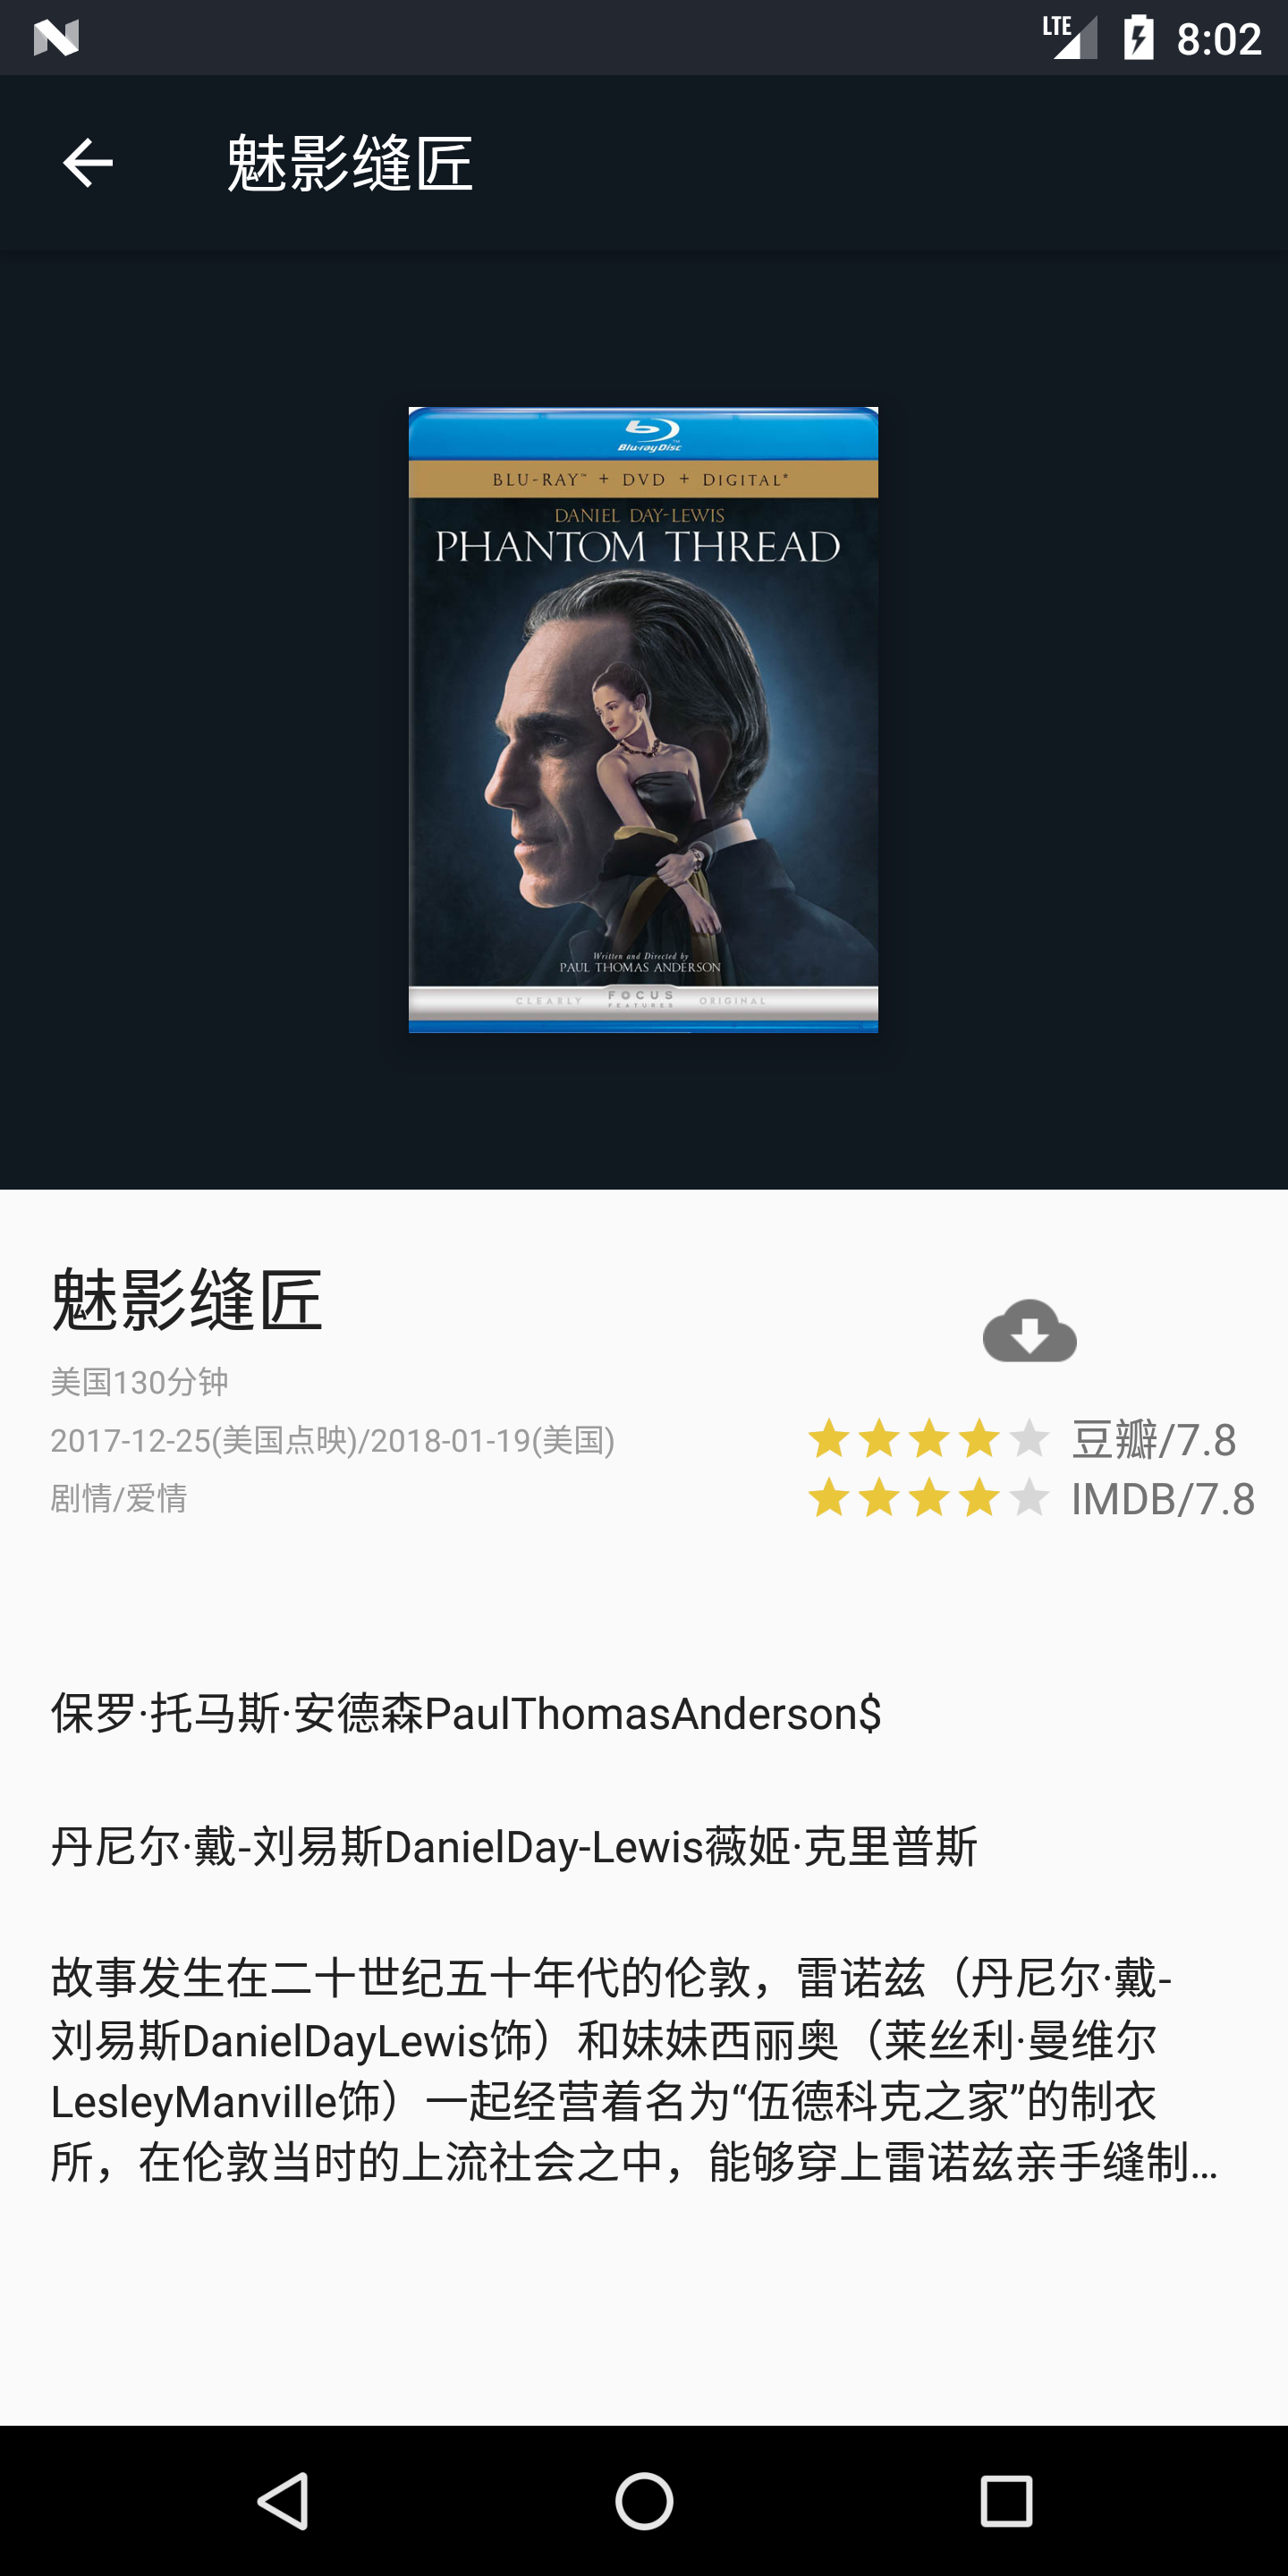 LTE 8:02
魅影缝匠
Blu-ray Disc
BLU-RAY™ + DVD + DIGITAL*
DANIEL DAY-LEWIS
PHANTOM THREAD
Written and Directed by
PAUL THOMAS ANDERSON
CLEARLY FOCUS FEATURES ORIGINAL
魅影缝匠
美国130分钟
2017-12-25(美国点映)/2018-01-19(美国)
豆瓣/7.8
剧情/爱情
IMDB/7.8
保罗·托马斯·安德森PaulThomasAnderson$
丹尼尔·戴-刘易斯DanielDay-Lewis薇姬·克里普斯
故事发生在二十世纪五十年代的伦敦，雷诺兹（丹尼尔·戴-
刘易斯DanielDayLewis饰）和妹妹西丽奥（莱丝利·曼维尔
LesleyManville饰）一起经营着名为“伍德科克之家”的制衣
所，在伦敦当时的上流社会之中，能够穿上雷诺兹亲手缝制…